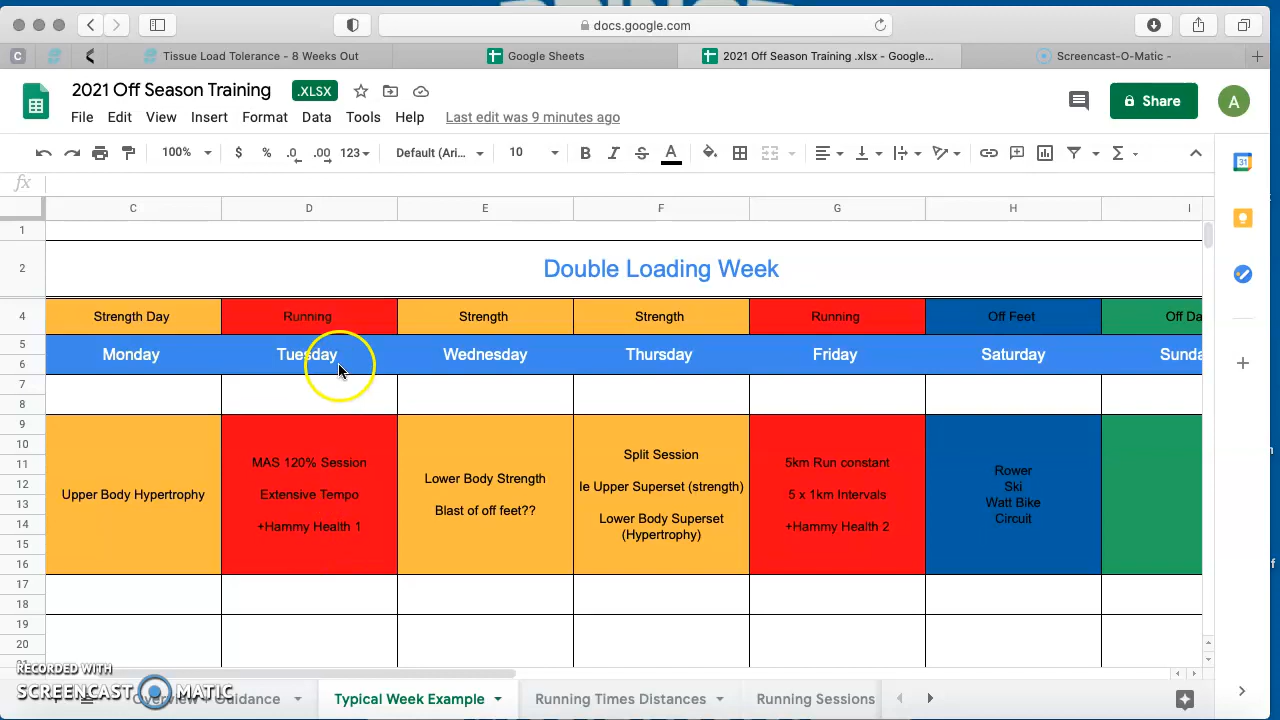 docs.google.com
C
Tissue Load Tolerance - 8 Weeks Out
Google Sheets
2021 Off Season Training .xlsx - Google...
Screencast-O-Matic -
2021 Off Season Training
.XLSX
Share
A
File Edit View Insert Format Data Tools Help Last edit was 9 minutes ago
100% $ % .0 .00 123 Default (Ari... 10 B I S A
31
fx
C D E F G H I
1
2 Double Loading Week
4 Strength Day Running Strength Strength Running Off Feet Off Da
5
Monday Tuesday Wednesday Thursday Friday Saturday Sunda
6
7
8
9
10
11
12
13
14
15
16
Upper Body Hypertrophy
MAS 120% Session
Extensive Tempo
+Hammy Health 1
Lower Body Strength
Blast of off feet??
Split Session
Ie Upper Superset (strength)
Lower Body Superset
(Hypertrophy)
5km Run constant
5 x 1km Intervals
+Hammy Health 2
Rower
Ski
Watt Bike
Circuit
17
18
19
20
RECORDED WITH
SCREENCAST MATIC
Overview + Guidance Typical Week Example Running Times Distances Running Sessions